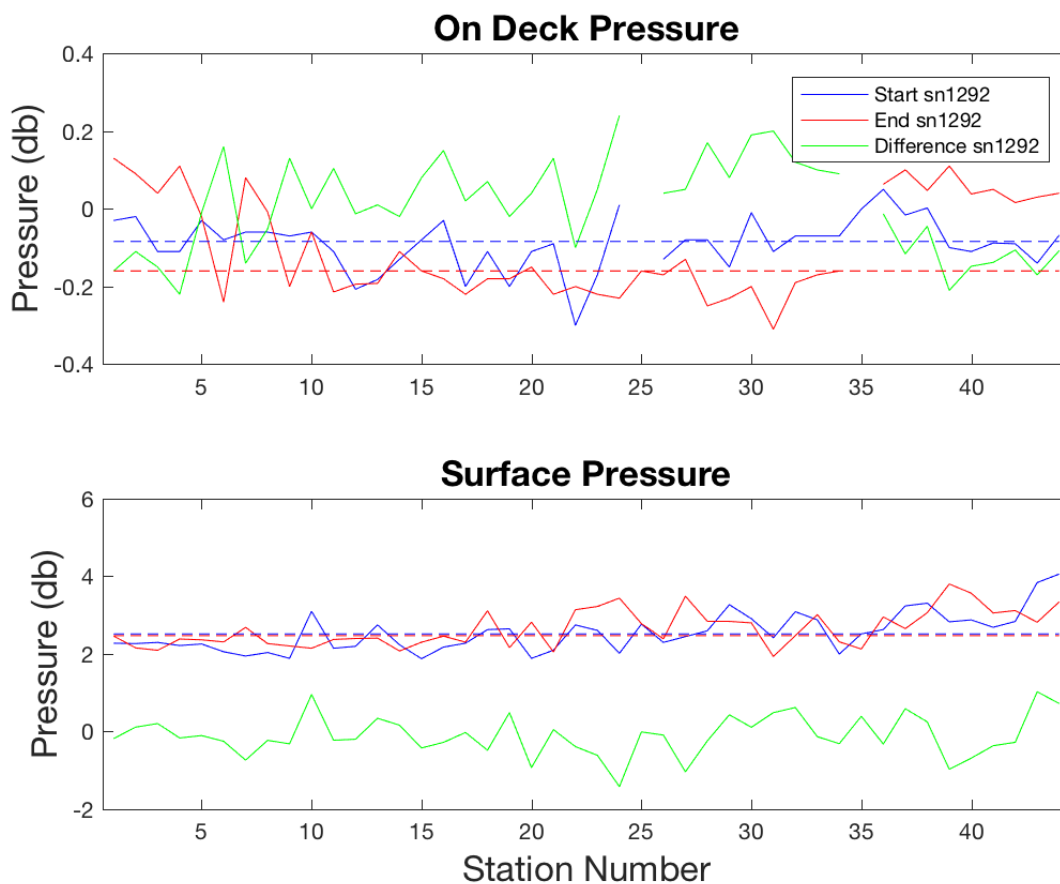 On Deck Pressure
Pressure (db)
0.4
0.2
0
-0.2
-0.4
Start sn1292
End sn1292
Difference sn1292
5 10 15 20 25 30 35 40
Surface Pressure
Pressure (db)
6
4
2
0
-2
5 10 15 20 25 30 35 40
Station Number